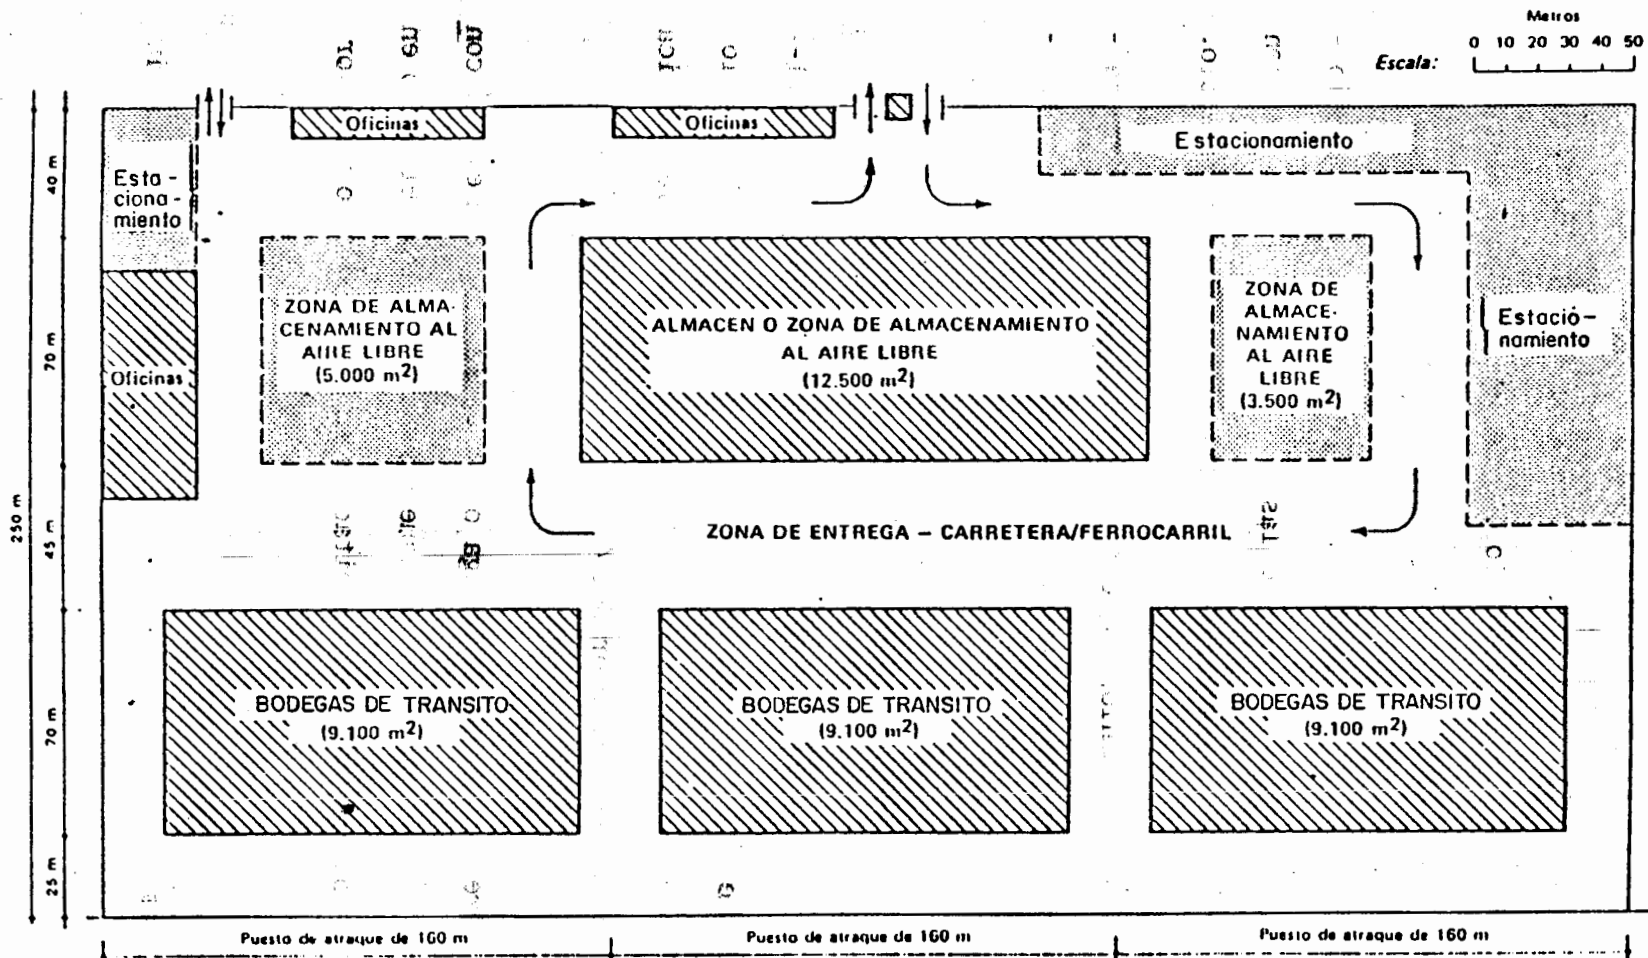 Metros
Escala:
0 10 20 30 40 50
Oficinas
Oficinas
Estacionamiento
Esta-
ciona-
miento
40 m
ZONA DE ALMA-
CENAMIENTO AL
AIRE LIBRE
(5.000 m²)
ALMACEN O ZONA DE ALMACENAMIENTO
AL AIRE LIBRE
(12.500 m²)
ZONA DE
ALMACE-
NAMIENTO
AL AIRE
LIBRE
(3.500 m²)
Estació-
namiento
Oficinas
70 m
250 m
45 m
ZONA DE ENTREGA – CARRETERA/FERROCARRIL
BODEGAS DE TRANSITO
(9.100 m²)
BODEGAS DE TRANSITO
(9.100 m²)
BODEGAS DE TRANSITO
(9.100 m²)
70 m
25 m
Puesto de atraque de 160 m
Puesto de atraque de 160 m
Puesto de atraque de 160 m